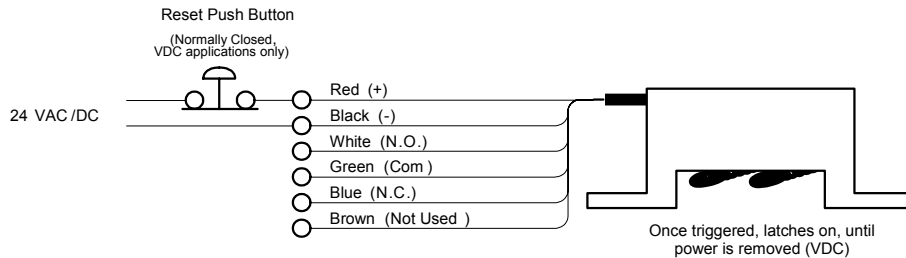 Reset Push Button
(Normally Closed,
VDC applications only)
24 VAC /DC
Red (+)
Black (-)
White (N.O.)
Green (Com )
Blue (N.C.)
Brown (Not Used )
Once triggered, latches on, until
power is removed (VDC)